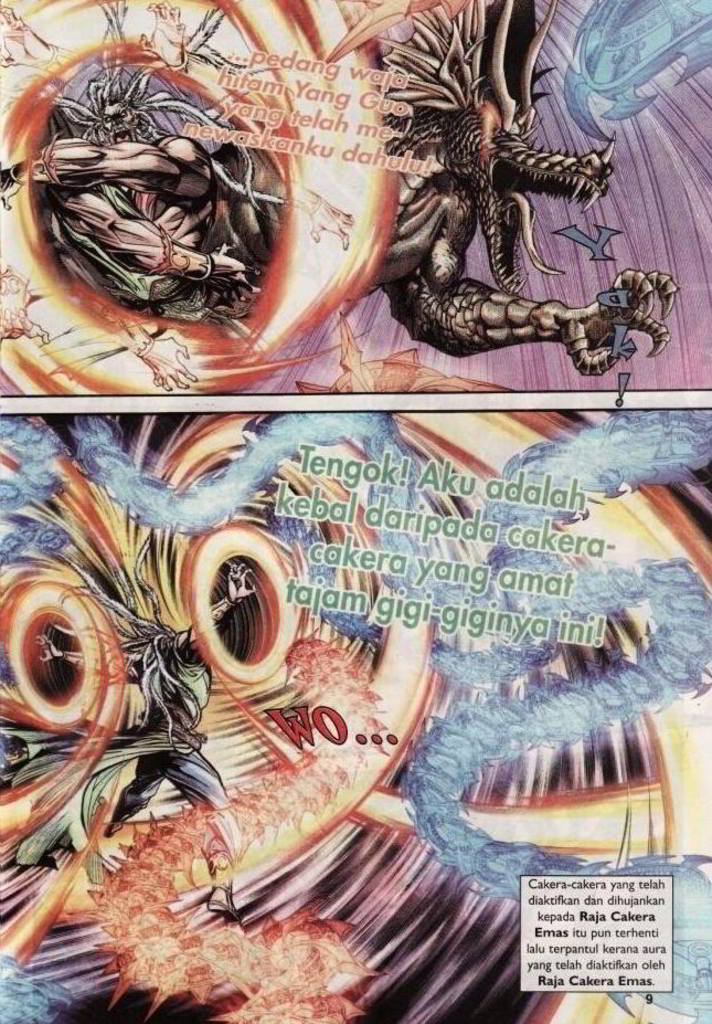 ...pedang waja
hitam Yang Guo
yang telah me-
newaskanku dahulu!
Yak!
Tengok! Aku adalah
kebal daripada cakera-
cakera yang amat
tajam gigi-giginya ini!
WO...
Cakera-cakera yang telah
diaktifkan dan dihujankan
kepada Raja Cakera
Emas itu pun terhenti
lalu terpantul kerana aura
yang telah diaktifkan oleh
Raja Cakera Emas.
9